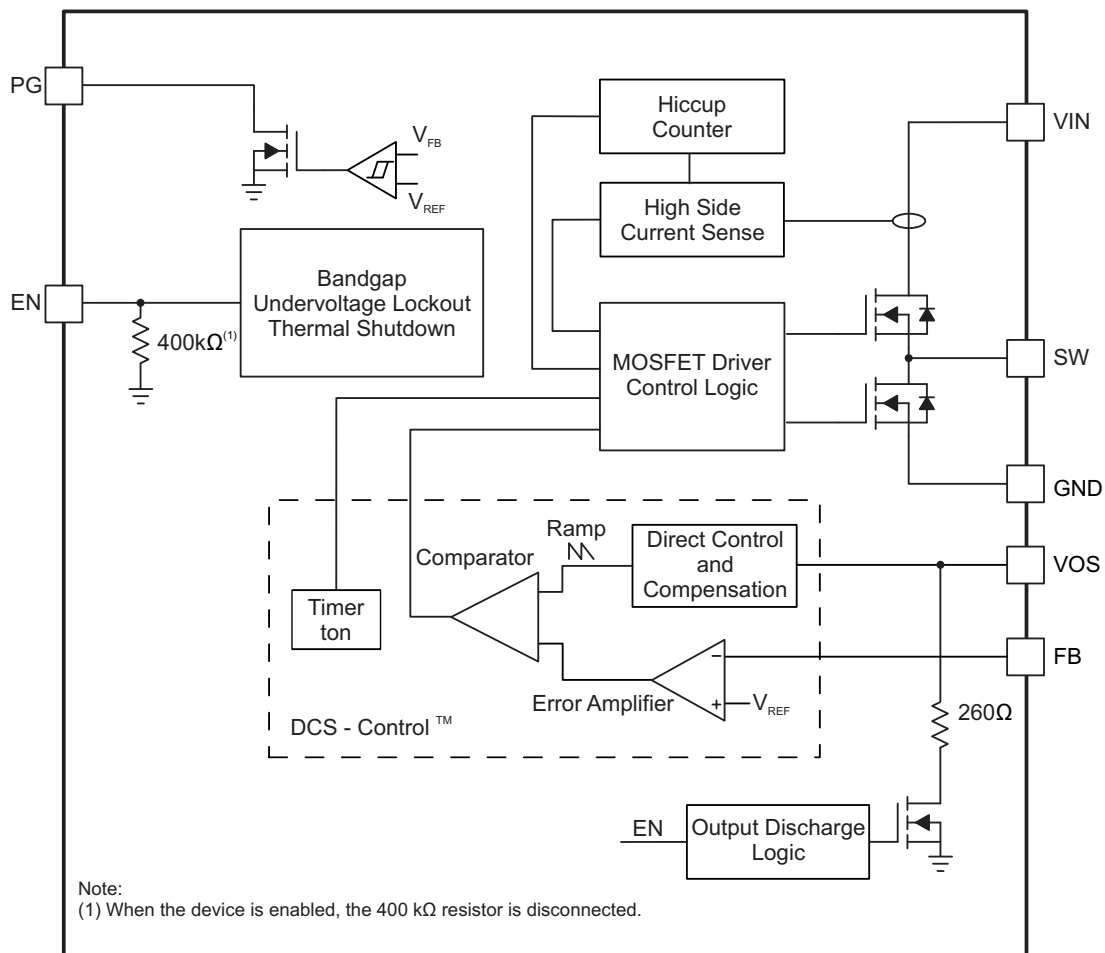 PG
V_FB
V_REF
Hiccup
Counter
VIN
High Side
Current Sense
EN
400kΩ(1)
Bandgap
Undervoltage Lockout
Thermal Shutdown
MOSFET Driver
Control Logic
SW
GND
Ramp
Comparator
Direct Control
and
Compensation
VOS
Timer
ton
−
+
V_REF
FB
Error Amplifier
DCS - Control ™
260Ω
EN
Output Discharge
Logic
Note:
(1) When the device is enabled, the 400 kΩ resistor is disconnected.